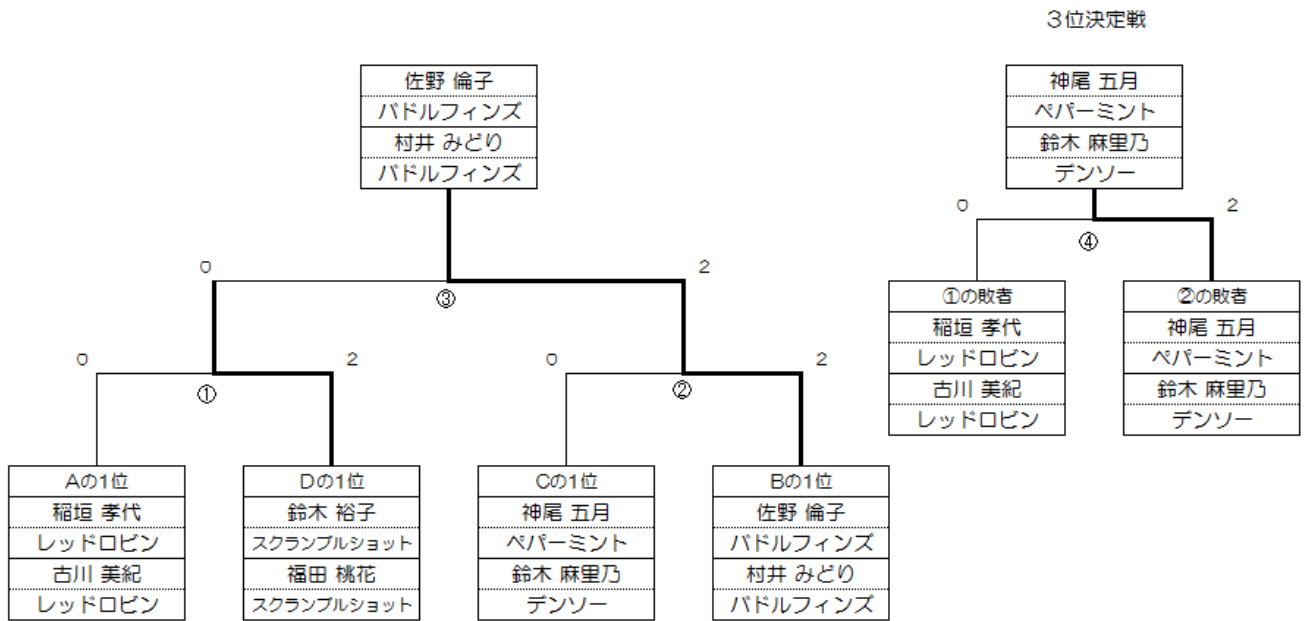 ３位決定戦
佐野 倫子
パドルフィンズ
村井 みどり
パドルフィンズ
神尾 五月
ペパーミント
鈴木 麻里乃
デンソー
0
2
④
0
2
③
①の敗者
稲垣 孝代
レッドロビン
古川 美紀
レッドロビン
②の敗者
神尾 五月
ペパーミント
鈴木 麻里乃
デンソー
0
2
①
0
2
②
Aの1位
稲垣 孝代
レッドロビン
古川 美紀
レッドロビン
Dの1位
鈴木 裕子
スクランブルショット
福田 桃花
スクランブルショット
Cの1位
神尾 五月
ペパーミント
鈴木 麻里乃
デンソー
Bの1位
佐野 倫子
パドルフィンズ
村井 みどり
パドルフィンズ